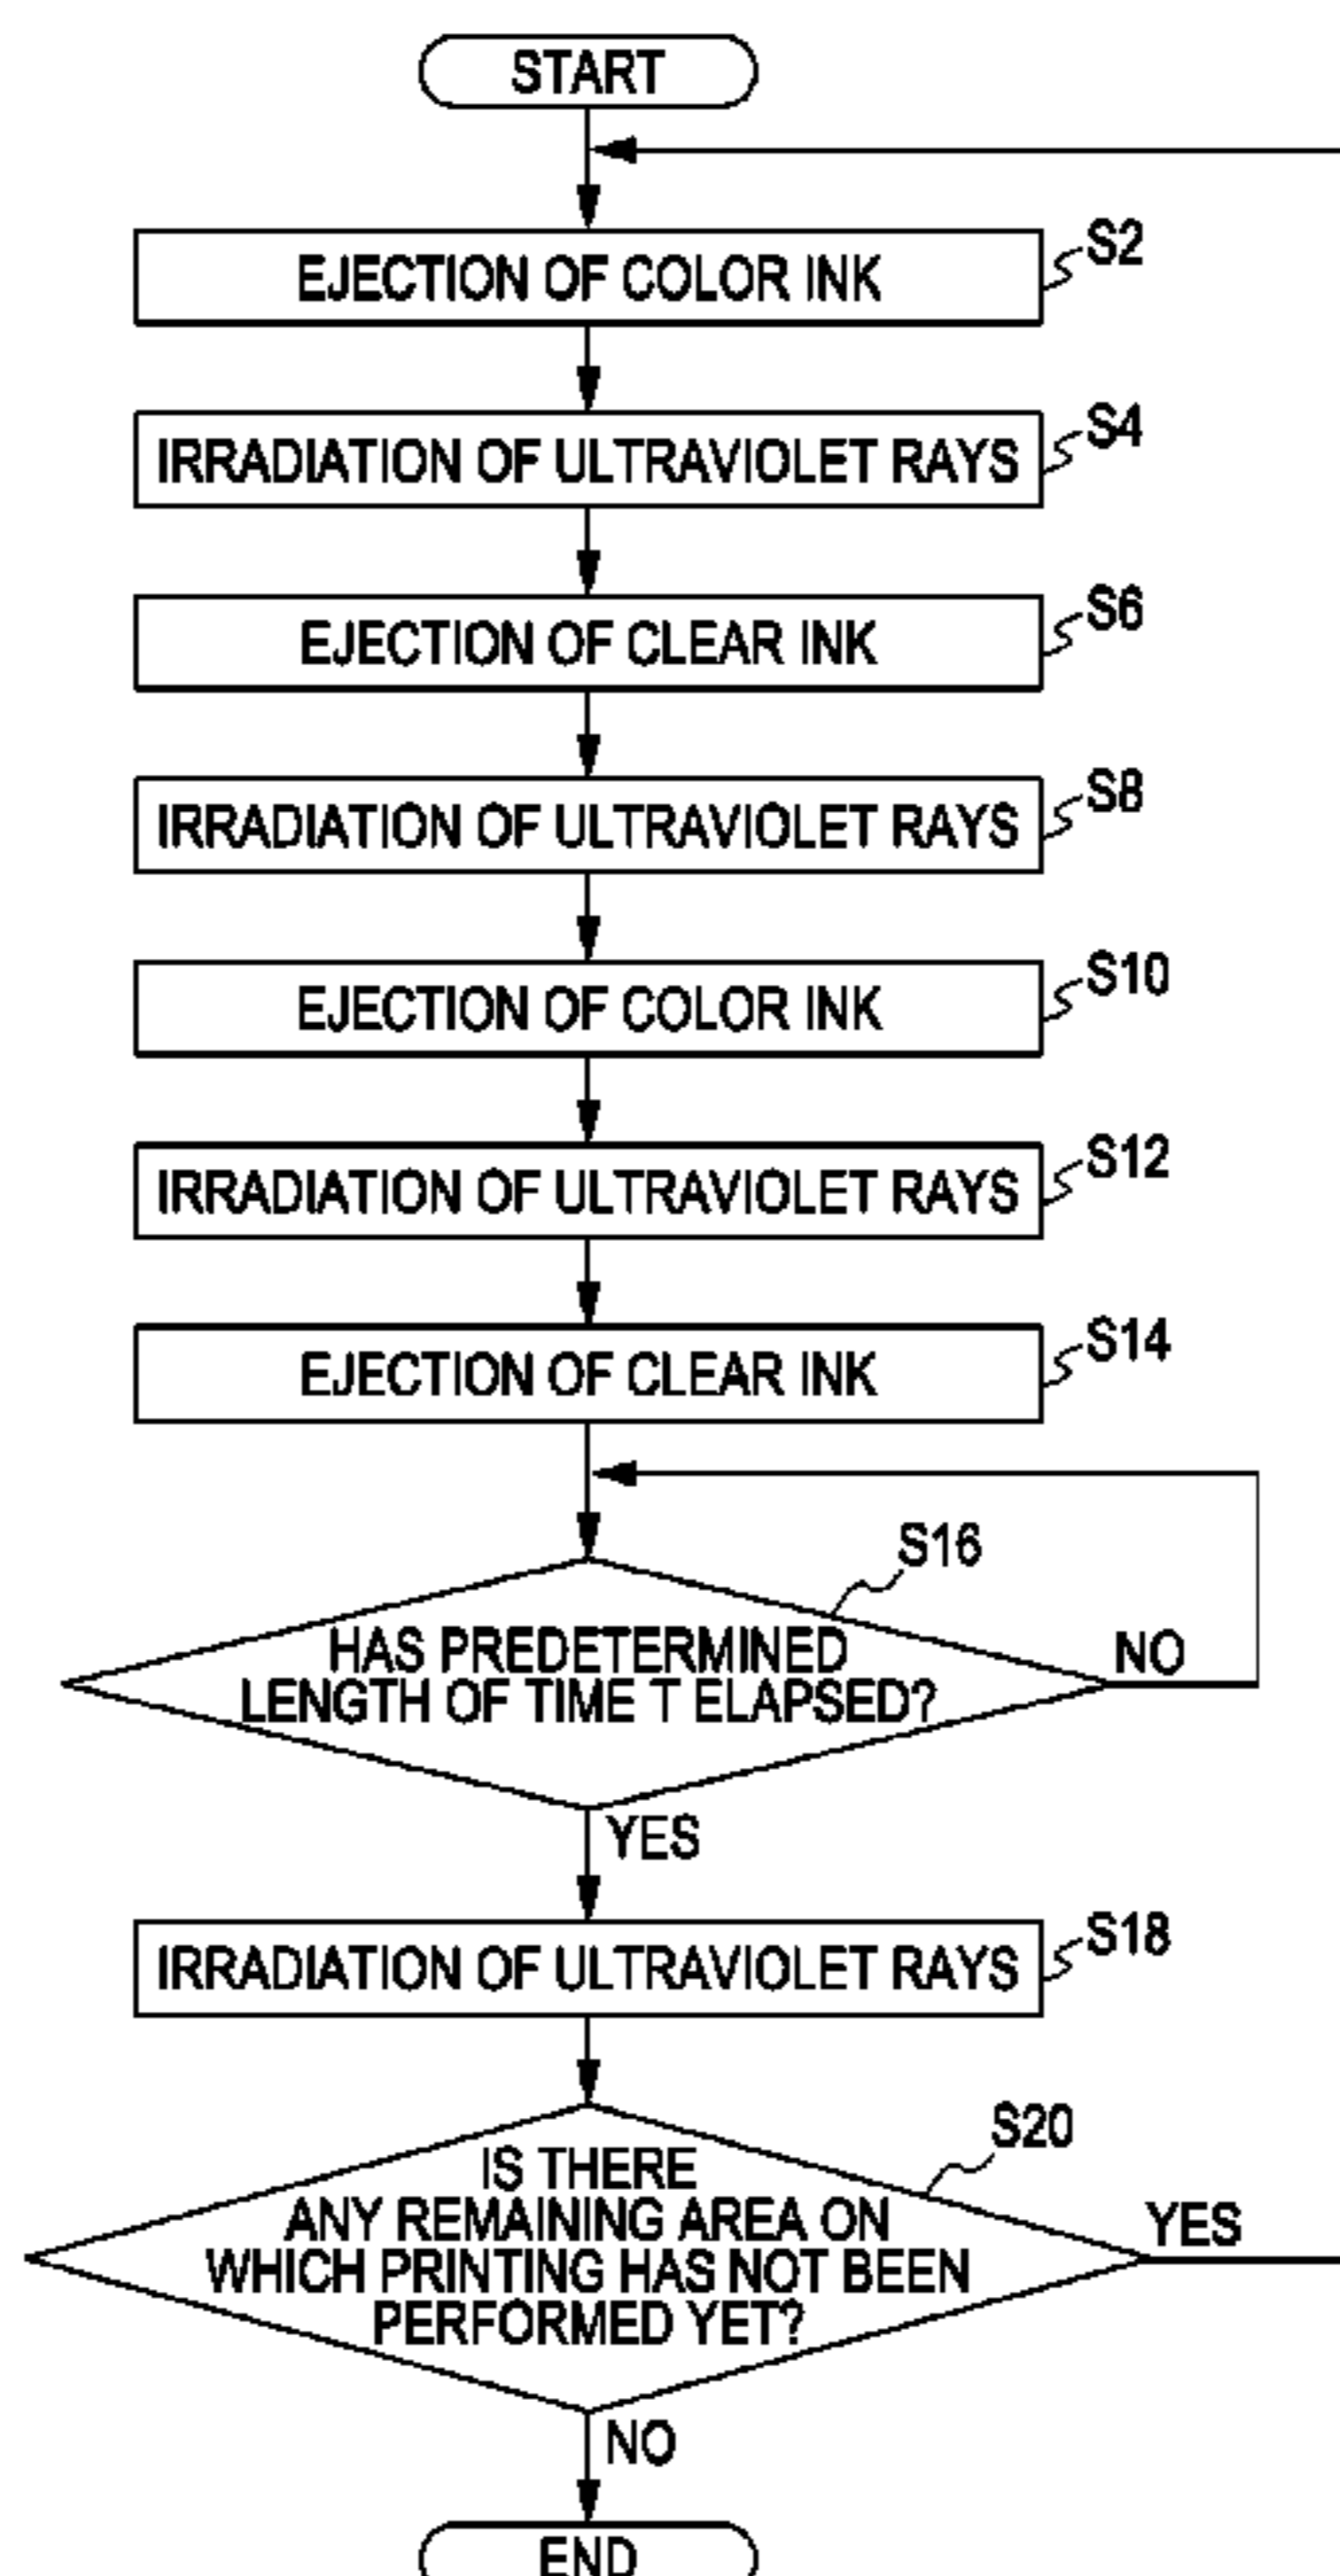 START
EJECTION OF COLOR INK
S2
IRRADIATION OF ULTRAVIOLET RAYS
S4
EJECTION OF CLEAR INK
S6
IRRADIATION OF ULTRAVIOLET RAYS
S8
EJECTION OF COLOR INK
S10
IRRADIATION OF ULTRAVIOLET RAYS
S12
EJECTION OF CLEAR INK
S14
S16
HAS PREDETERMINED
LENGTH OF TIME T ELAPSED?
NO
YES
IRRADIATION OF ULTRAVIOLET RAYS
S18
S20
IS THERE
ANY REMAINING AREA ON
WHICH PRINTING HAS NOT BEEN
PERFORMED YET?
YES
NO
END